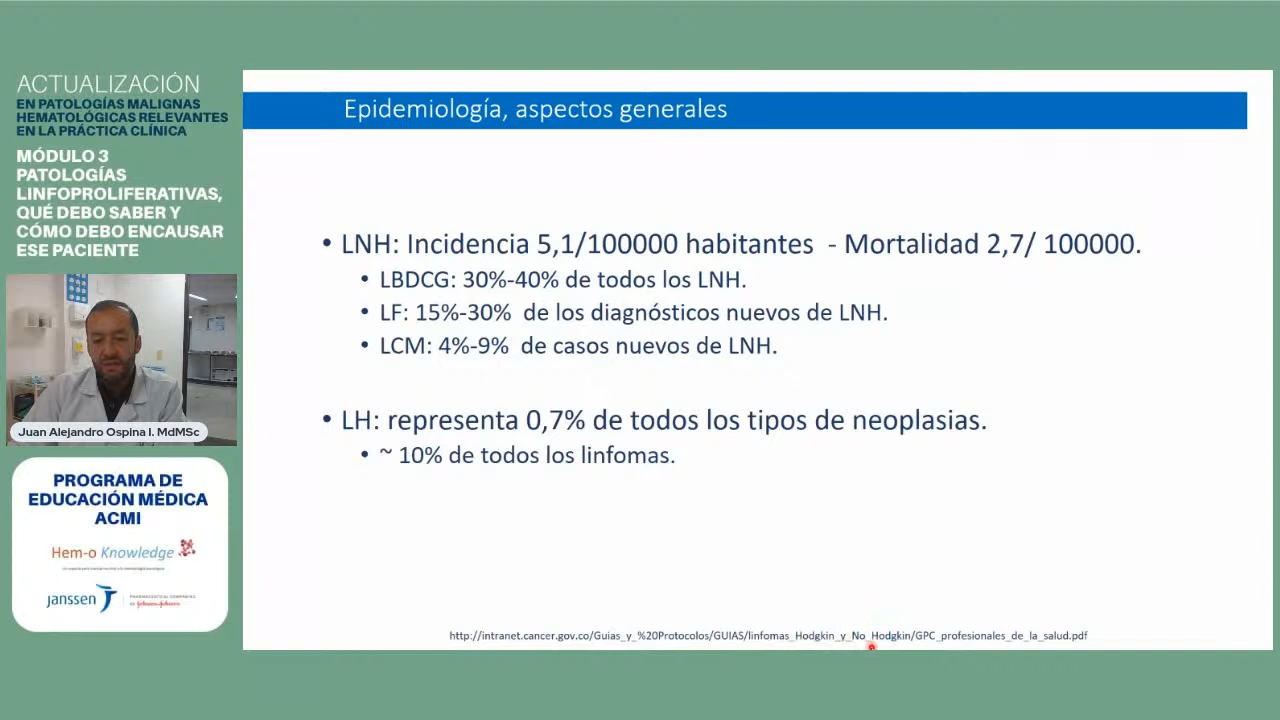 ACTUALIZACIÓN
EN PATOLOGÍAS MALIGNAS
HEMATOLÓGICAS RELEVANTES
EN LA PRÁCTICA CLÍNICA
MÓDULO 3
PATOLOGÍAS
LINFOPROLIFERATIVAS,
QUÉ DEBO SABER Y
CÓMO DEBO ENCAUSAR
ESE PACIENTE
Juan Alejandro Ospina I. MdMSc
PROGRAMA DE
EDUCACIÓN MÉDICA
ACMI
Hem-o Knowledge
janssen
PHARMACEUTICAL COMPANIES
OF Johnson & Johnson
Epidemiología, aspectos generales
• LNH: Incidencia 5,1/100000 habitantes - Mortalidad 2,7/ 100000.
• LBDCG: 30%-40% de todos los LNH.
• LF: 15%-30% de los diagnósticos nuevos de LNH.
• LCM: 4%-9% de casos nuevos de LNH.
• LH: representa 0,7% de todos los tipos de neoplasias.
• ~ 10% de todos los linfomas.
http://intranet.cancer.gov.co/Guias_y_%20Protocolos/GUIAS/linfomas_Hodgkin_y_No_Hodgkin/GPC_profesionales_de_la_salud.pdf